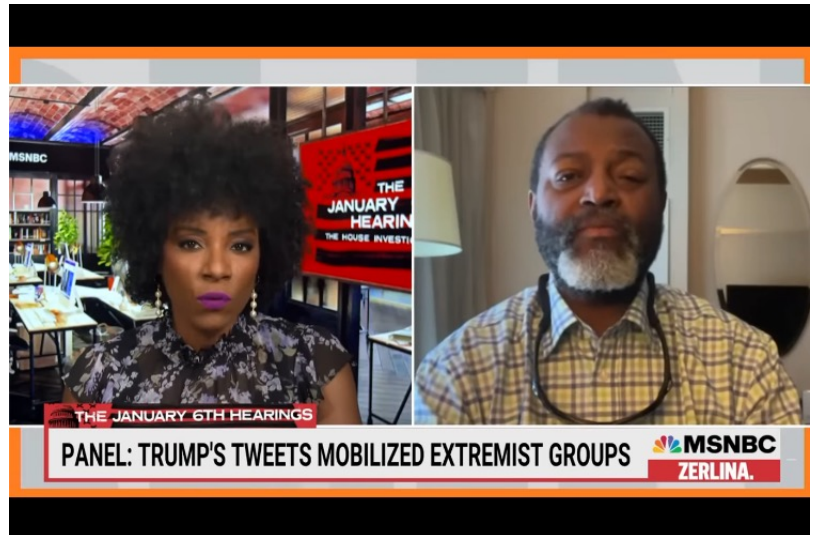 MSNBC
THE
JANUARY
HEARIN
THE HOUSE INVESTI
THE JANUARY 6TH HEARINGS
PANEL: TRUMP'S TWEETS MOBILIZED EXTREMIST GROUPS
MSNBC
ZERLINA.